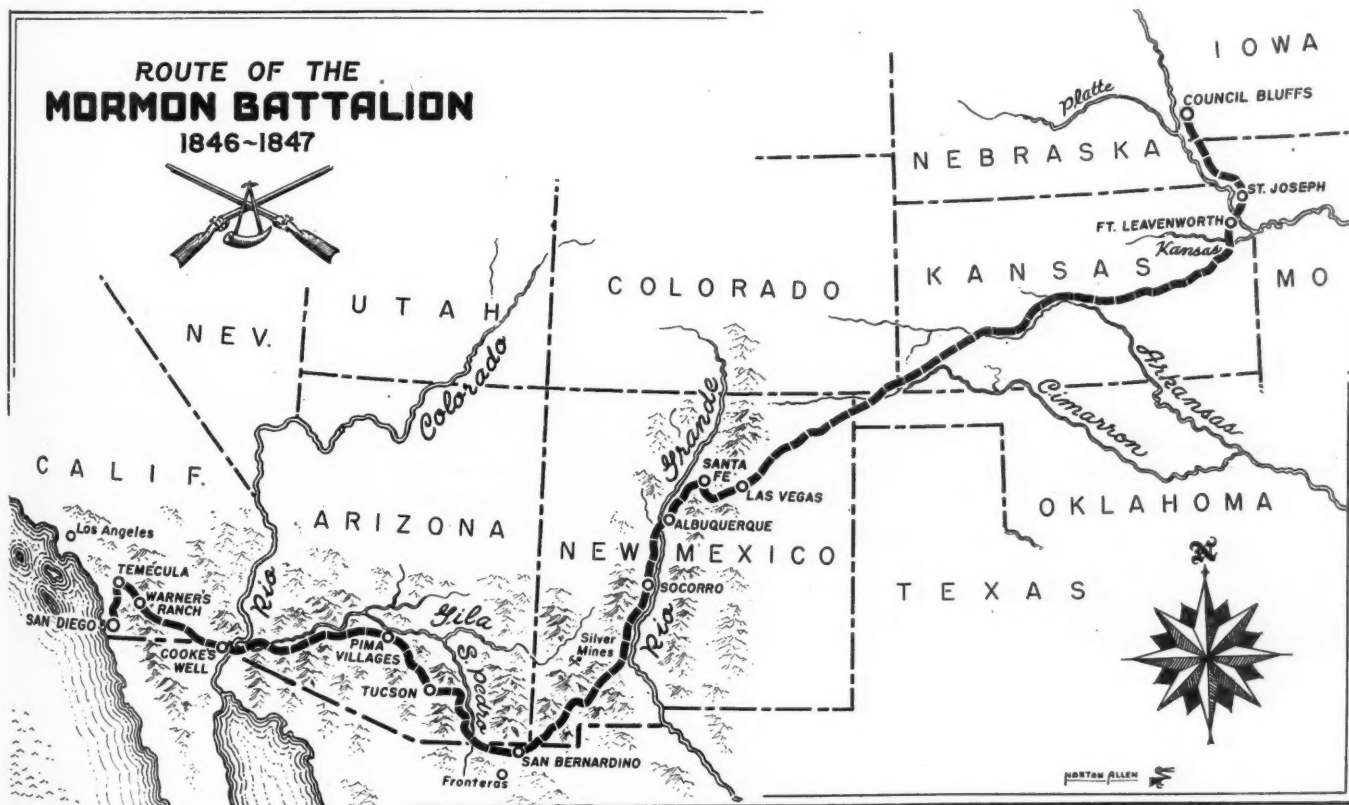 ROUTE OF THE
MORMON BATTALION
1846~1847
IOWA
Platte
COUNCIL BLUFFS
NEBRASKA
ST. JOSEPH
FT. LEAVENWORTH
Kansas
KANSAS
MO
COLORADO
UTAH
NEV.
Colorado
Arkansas
Cimarron
Grande
SANTA
FE
LAS VEGAS
OKLAHOMA
CALIF.
ARIZONA
ALBUQUERQUE
Los Angeles
NEW MEXICO
TEMECULA
SOCORRO
TEXAS
WARNERS
RANCH
Rio
Gila
Rio
SAN DIEGO
Silver
Mines
COOKES
WELL
PIMA
VILLAGES
S. Pedro
TUCSON
SAN BERNARDINO
Fronteras
N
NORTON ALLEN